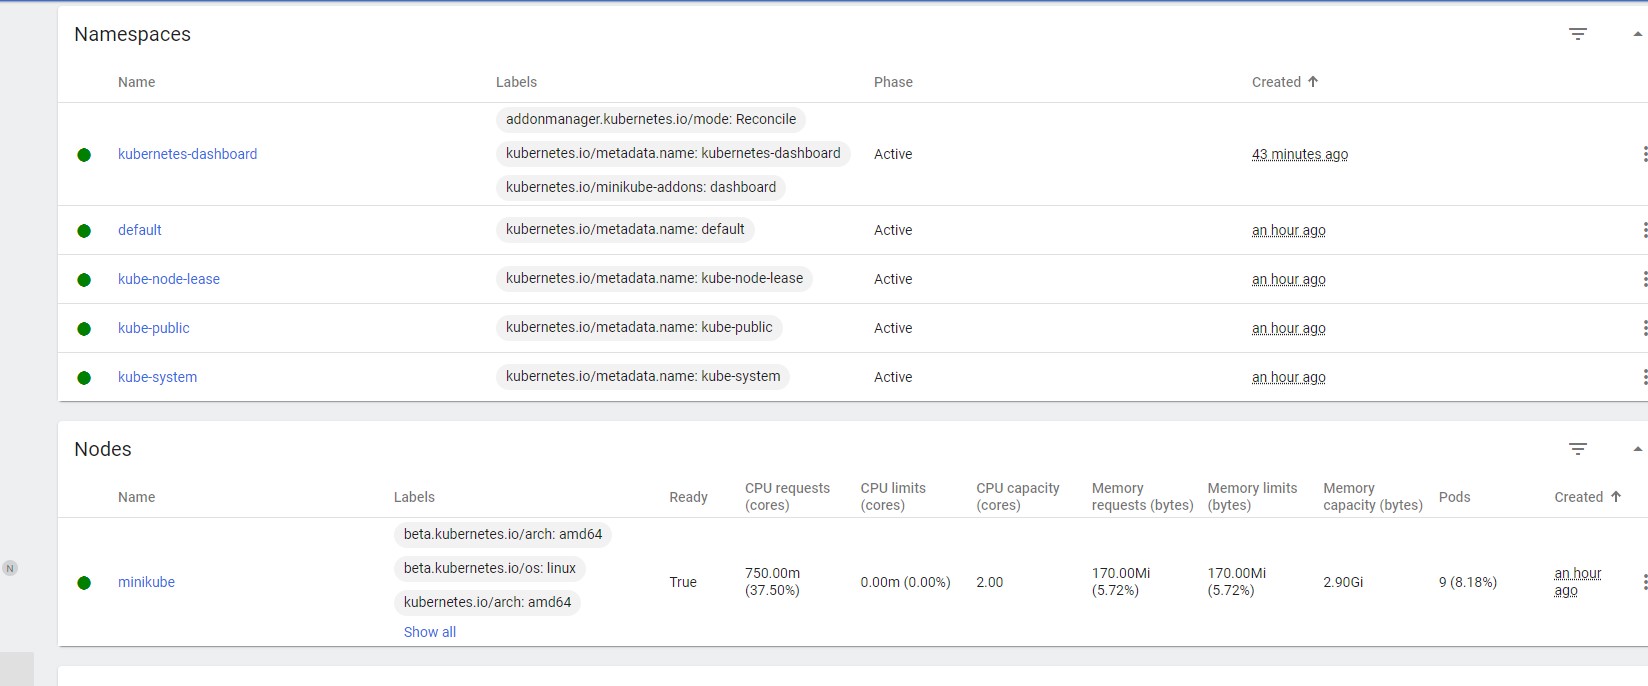 Namespaces
Name Labels Phase Created
addonmanager.kubernetes.io/mode: Reconcile
kubernetes-dashboard kubernetes.io/metadata.name: kubernetes-dashboard Active 43 minutes ago
kubernetes.io/minikube-addons: dashboard
default kubernetes.io/metadata.name: default Active an hour ago
kube-node-lease kubernetes.io/metadata.name: kube-node-lease Active an hour ago
kube-public kubernetes.io/metadata.name: kube-public Active an hour ago
kube-system kubernetes.io/metadata.name: kube-system Active an hour ago
Nodes
Name Labels Ready CPU requests (cores) CPU limits (cores) CPU capacity (cores) Memory requests (bytes) Memory limits (bytes) Memory capacity (bytes) Pods Created
beta.kubernetes.io/arch: amd64
N
minikube beta.kubernetes.io/os: linux True 750.00m (37.50%) 0.00m (0.00%) 2.00 170.00Mi (5.72%) 170.00Mi (5.72%) 2.90Gi 9 (8.18%) an hour ago
kubernetes.io/arch: amd64
Show all